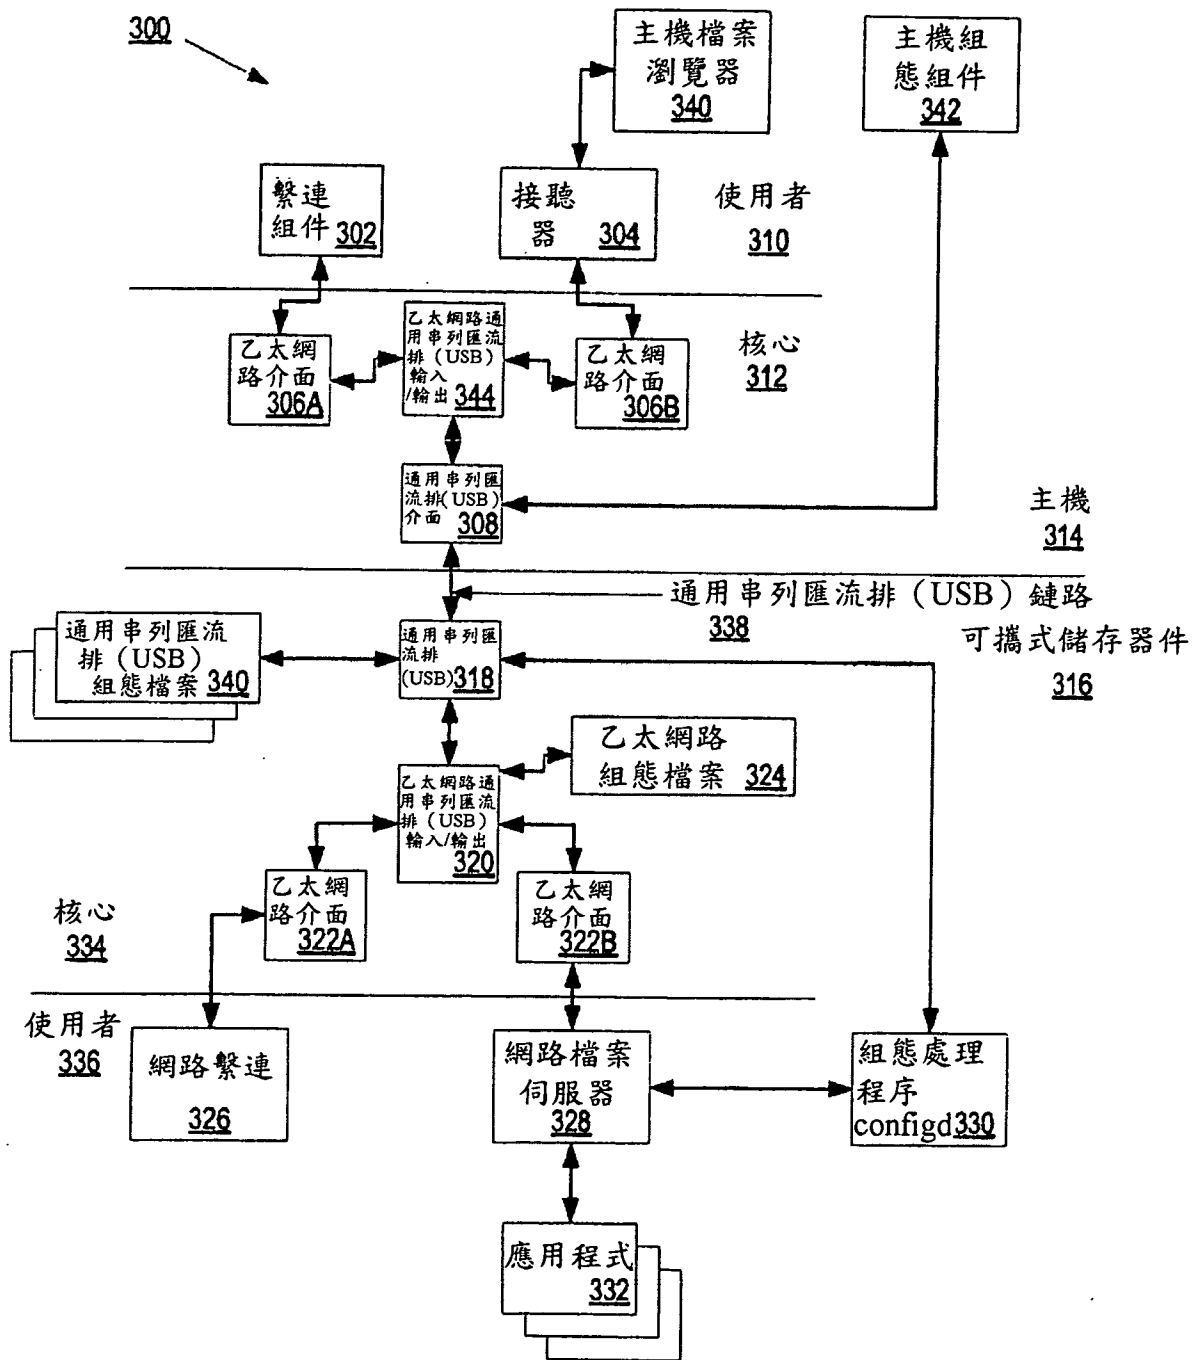 300
主機檔案
瀏覽器
340
主機組
態組件
342
繫連
組件 302
接聽
器 304
使用者
310
乙太網路通
用串列匯流
排（USB）
輸入
/輸出 344
乙太網
路介面
306A
乙太網
路介面
306B
核心
312
通用串列匯
流排(USB)
介面 308
主機
314
通用串列匯流排（USB）鏈路
338
可攜式儲存器件
316
通用串列匯流
排（USB）
組態檔案 340
通用串列匯
流排
(USB) 318
乙太網路
組態檔案 324
乙太網路通
用串列匯流
排（USB）
輸入/輸出
320
乙太網
路介面
322A
乙太網
路介面
322B
核心
334
使用者
336
網路繫連
326
網路檔案
伺服器
328
組態處理
程序
configd330
應用程式
332